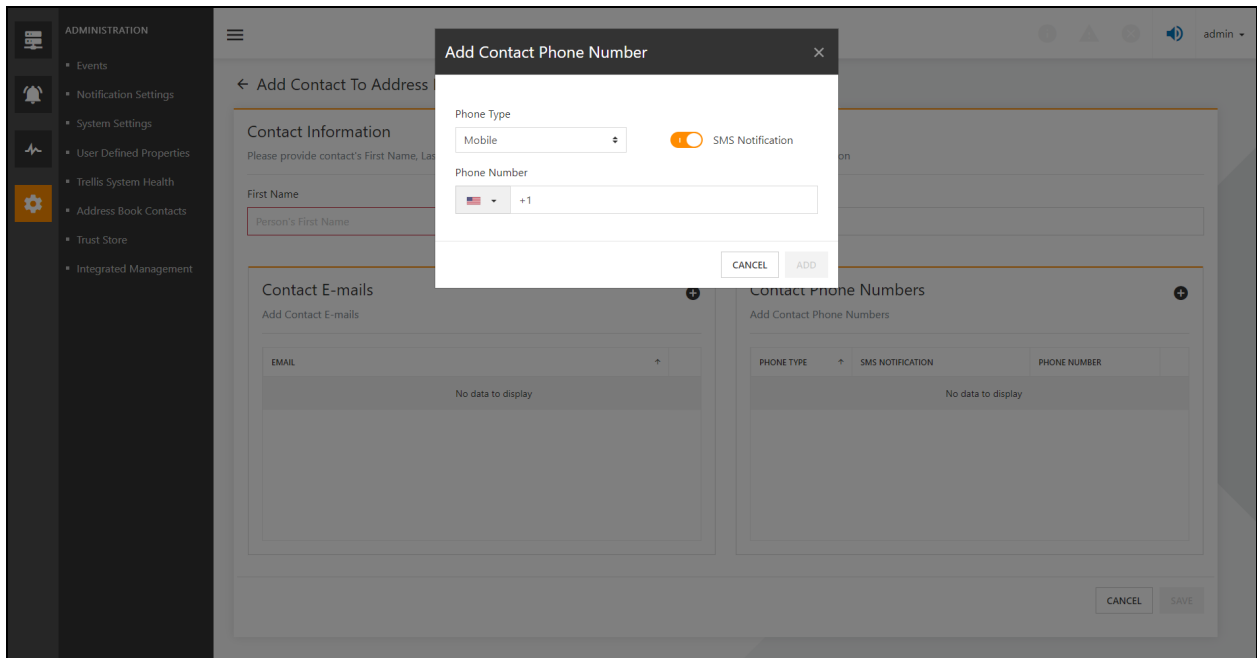 ADMINISTRATION
Events
Notification Settings
System Settings
User Defined Properties
Trellis System Health
Address Book Contacts
Trust Store
Integrated Management
admin
Add Contact To Address
Contact Information
Please provide contact's First Name, Las
on
First Name
Person's First Name
Add Contact Phone Number
Phone Type
Mobile
SMS Notification
Phone Number
+1
CANCEL ADD
Contact E-mails
Add Contact E-mails
EMAIL
No data to display
Contact Phone Numbers
Add Contact Phone Numbers
PHONE TYPE SMS NOTIFICATION PHONE NUMBER
No data to display
CANCEL SAVE